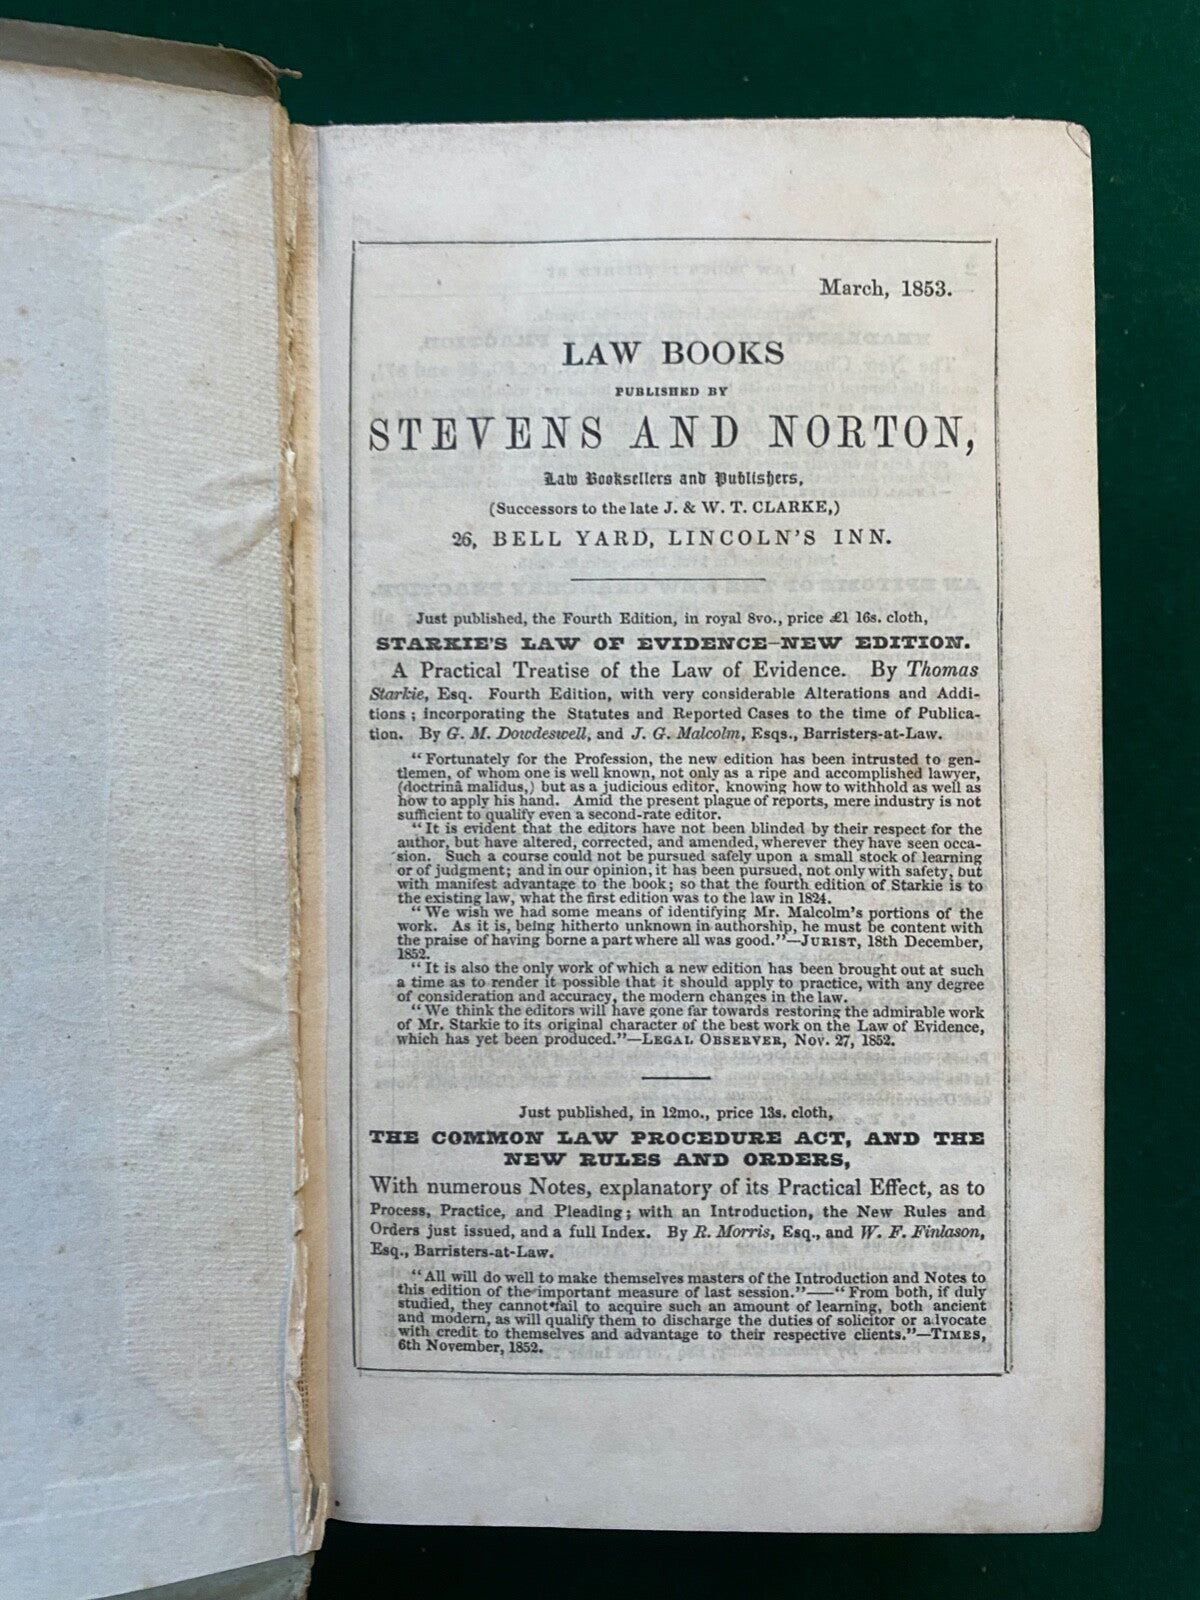 March, 1853.
LAW BOOKS
PUBLISHED BY
STEVENS AND NORTON,
Law Booksellers and Publishers,
(Successors to the late J. & W. T. CLARKE,)
26, BELL YARD, LINCOLN'S INN.
Just published, the Fourth Edition, in royal 8vo., price £1 16s. cloth,
STARKIE'S LAW OF EVIDENCE–NEW EDITION.
A Practical Treatise of the Law of Evidence. By Thomas
Starkie, Esq. Fourth Edition, with very considerable Alterations and Addi-
tions; incorporating the Statutes and Reported Cases to the time of Publica-
tion. By G. M. Dowdeswell, and J. G. Malcolm, Esqs., Barristers-at-Law.
"Fortunately for the Profession, the new edition has been intrusted to gen-
tlemen, of whom one is well known, not only as a ripe and accomplished lawyer,
(doctrinâ malidus,) but as a judicious editor, knowing how to withhold as well as
how to apply his hand. Amid the present plague of reports, mere industry is not
sufficient to qualify even a second-rate editor.
"It is evident that the editors have not been blinded by their respect for the
author, but have altered, corrected, and amended, wherever they have seen occa-
sion. Such a course could not be pursued safely upon a small stock of learning
or of judgment; and in our opinion, it has been pursued, not only with safety, but
with manifest advantage to the book; so that the fourth edition of Starkie is to
the existing law, what the first edition was to the law in 1824.
"We wish we had some means of identifying Mr. Malcolm's portions of the
work. As it is, being hitherto unknown in authorship, he must be content with
the praise of having borne a part where all was good."—JURIST, 18th December,
1852.
"It is also the only work of which a new edition has been brought out at such
a time as to render it possible that it should apply to practice, with any degree
of consideration and accuracy, the modern changes in the law.
"We think the editors will have gone far towards restoring the admirable work
of Mr. Starkie to its original character of the best work on the Law of Evidence,
which has yet been produced."—LEGAL OBSERVER, Nov. 27, 1852.
Just published, in 12mo., price 13s. cloth,
THE COMMON LAW PROCEDURE ACT, AND THE
NEW RULES AND ORDERS,
With numerous Notes, explanatory of its Practical Effect, as to
Process, Practice, and Pleading; with an Introduction, the New Rules and
Orders just issued, and a full Index. By R. Morris, Esq., and W. F. Finlason,
Esq., Barristers-at-Law.
"All will do well to make themselves masters of the Introduction and Notes to
this edition of the important measure of last session."——"From both, if duly
studied, they cannot fail to acquire such an amount of learning, both ancient
and modern, as will qualify them to discharge the duties of solicitor or advocate
with credit to themselves and advantage to their respective clients."—TIMES,
6th November, 1852.